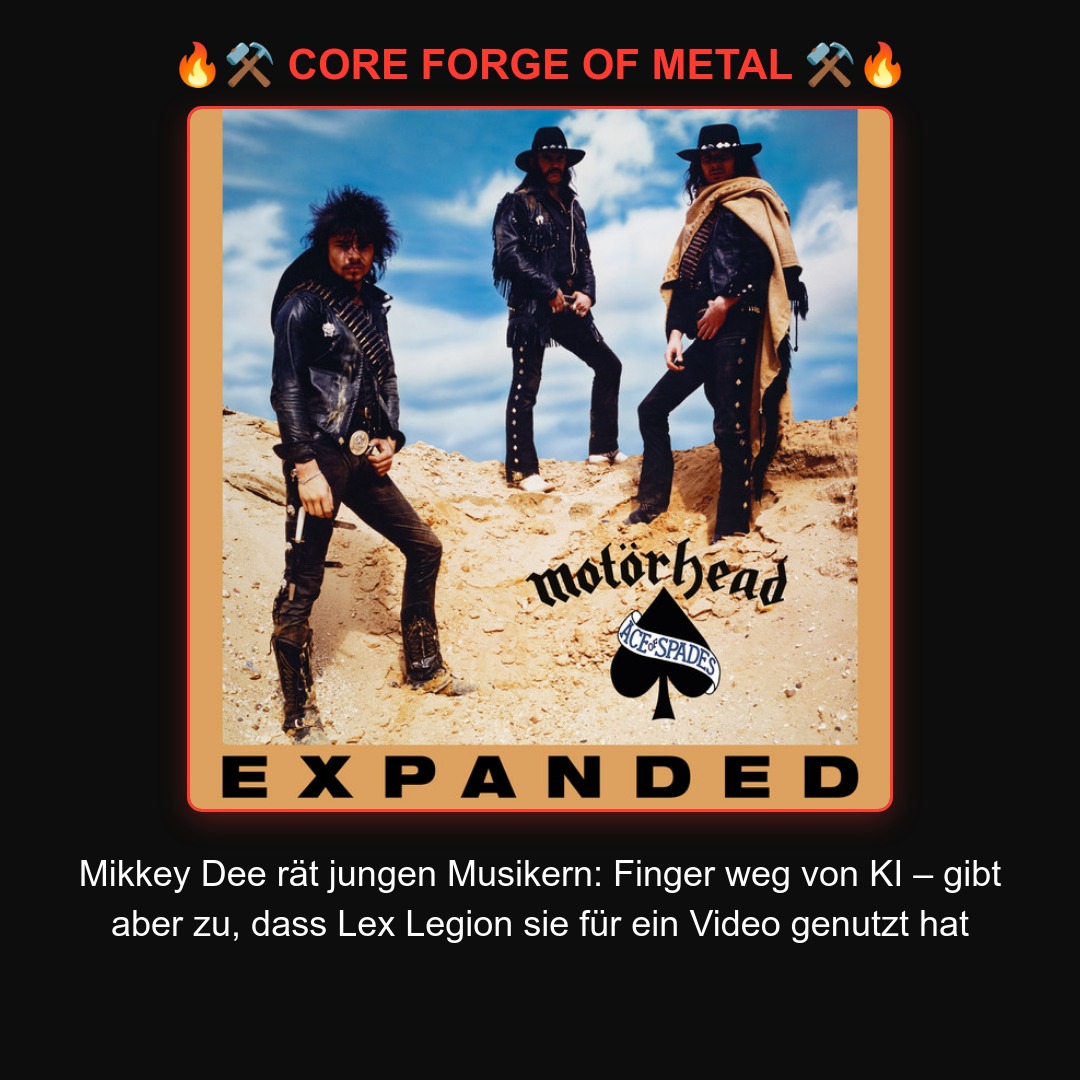 🔥⚒️ CORE FORGE OF METAL ⚒️🔥
motörhead
ACE of SPADES
EXPANDED
Mikkey Dee rät jungen Musikern: Finger weg von KI – gibt
aber zu, dass Lex Legion sie für ein Video genutzt hat